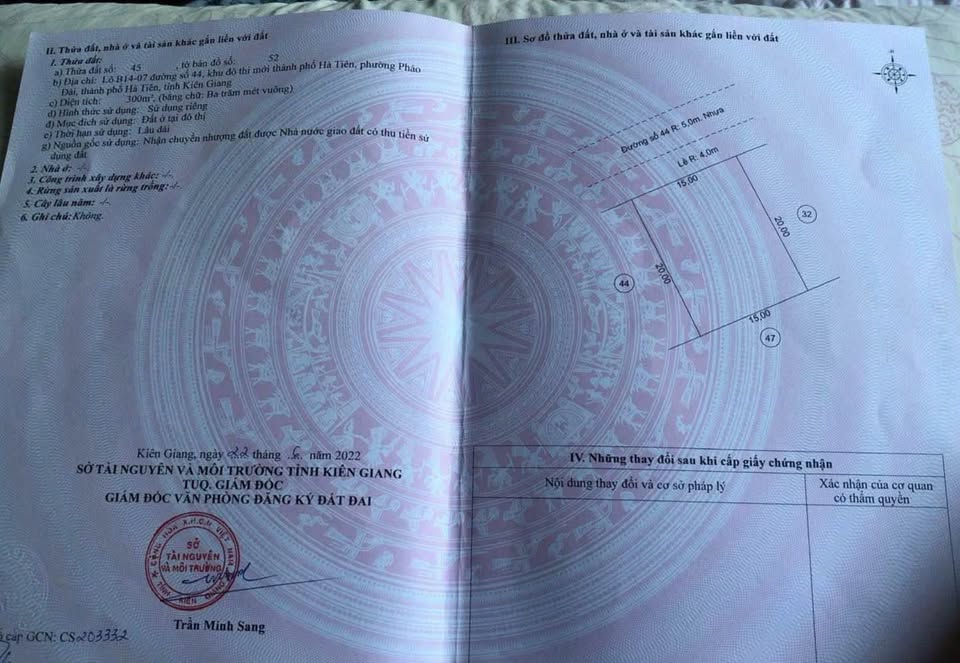 II. Thửa đất, nhà ở và tài sản khác gắn liền với đất
1. Thửa đất:
a) Thửa đất số: 45 , tờ bản đồ số: 52
b) Địa chỉ: Lô B14-07 đường số 44, khu đô thị mới thành phố Hà Tiên, phường Pháo
Đài, thành phố Hà Tiên, tỉnh Kiên Giang
c) Diện tích: 300m², (bằng chữ: Ba trăm mét vuông)
d) Hình thức sử dụng: Sử dụng riêng
đ) Mục đích sử dụng: Đất ở tại đô thị
e) Thời hạn sử dụng: Lâu dài
g) Nguồn gốc sử dụng: Nhận chuyển nhượng đất được Nhà nước giao đất có thu tiền sử
dụng đất
2. Nhà ở: -/-
3. Công trình xây dựng khác: -/-
4. Rừng sản xuất là rừng trồng: -/-
5. Cây lâu năm: -/-
6. Ghi chú: Không.
Kiên Giang, ngày 22 tháng 6 năm 2022
SỞ TÀI NGUYÊN VÀ MÔI TRƯỜNG TỈNH KIÊN GIANG
TUQ. GIÁM ĐỐC
GIÁM ĐỐC VĂN PHÒNG ĐĂNG KÝ ĐẤT ĐAI
CỘNG HÒA X.H.C.N VIỆT NAM
SỞ
TÀI NGUYÊN
VÀ MÔI TRƯỜNG
TỈNH KIÊN GIANG
Trần Minh Sang
cấp GCN: CS203332
III. Sơ đồ thửa đất, nhà ở và tài sản khác gắn liền với đất
Đường số 44 R: 5,0m Nhựa
Lề R: 4,0m
15,00
32
20,00
20,00
44
15,00
47
IV. Những thay đổi sau khi cấp giấy chứng nhận
Nội dung thay đổi và cơ sở pháp lý
Xác nhận của cơ quan
có thẩm quyền